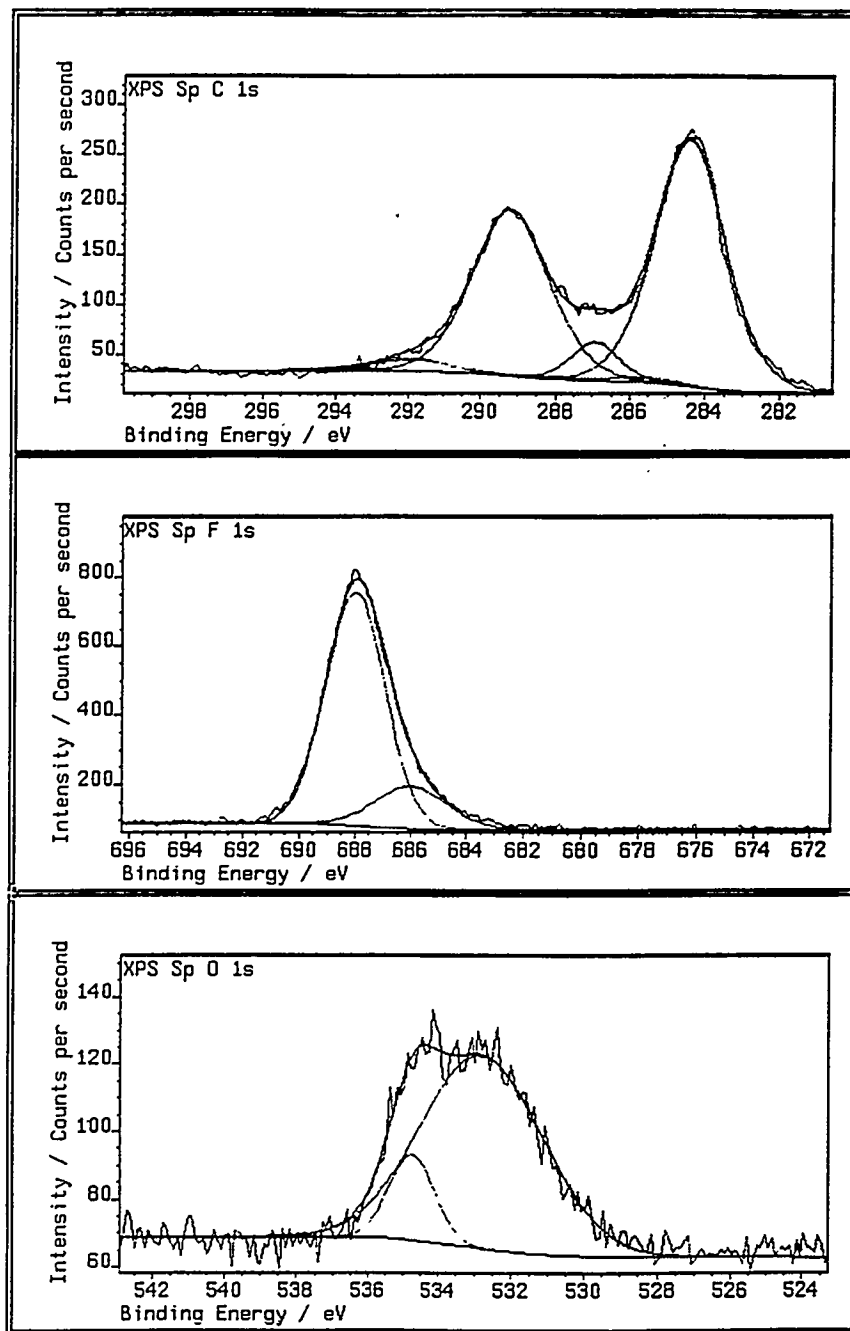 XPS Sp C 1s
Intensity / Counts per second
300
250
200
150
100
50
298 296 294 292 290 288 286 284 282
Binding Energy / eV
XPS Sp F 1s
Intensity / Counts per second
800
600
400
200
696 694 692 690 688 686 684 682 680 678 676 674 672
Binding Energy / eV
XPS Sp O 1s
Intensity / Counts per second
140
120
100
80
60
542 540 538 536 534 532 530 528 526 524
Binding Energy / eV